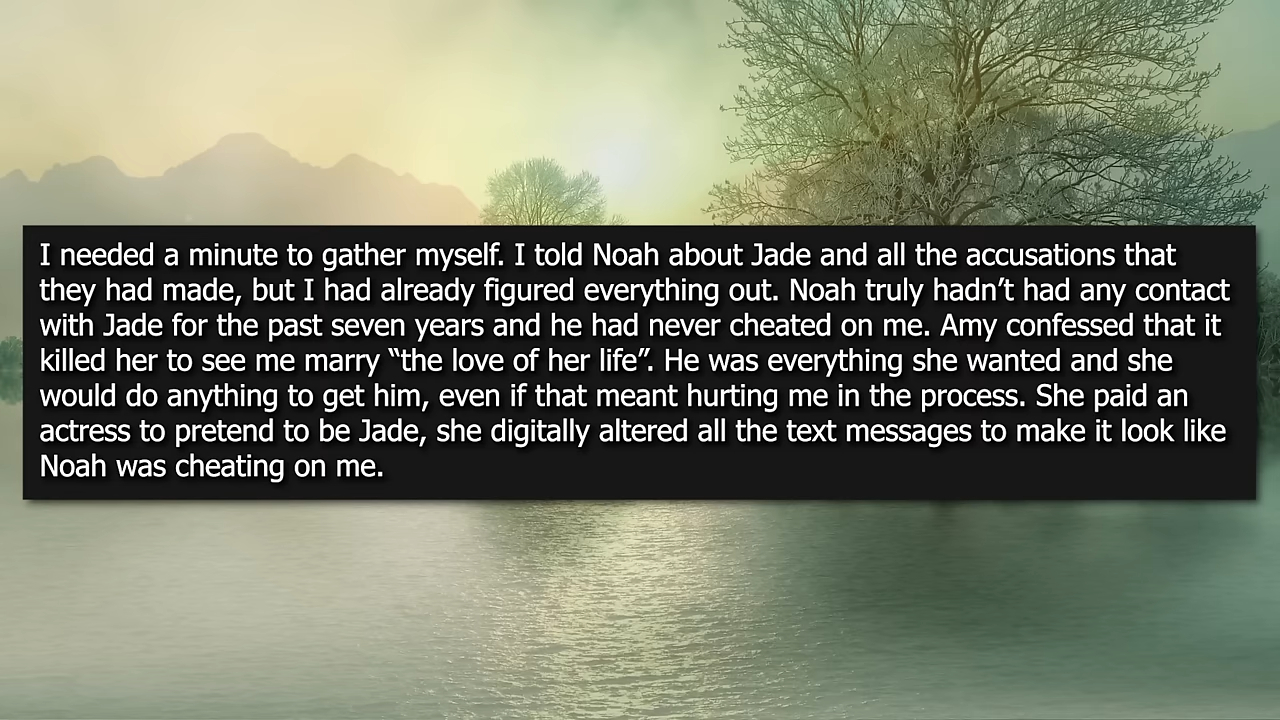 I needed a minute to gather myself. I told Noah about Jade and all the accusations that
they had made, but I had already figured everything out. Noah truly hadn’t had any contact
with Jade for the past seven years and he had never cheated on me. Amy confessed that it
killed her to see me marry “the love of her life”. He was everything she wanted and she
would do anything to get him, even if that meant hurting me in the process. She paid an
actress to pretend to be Jade, she digitally altered all the text messages to make it look like
Noah was cheating on me.